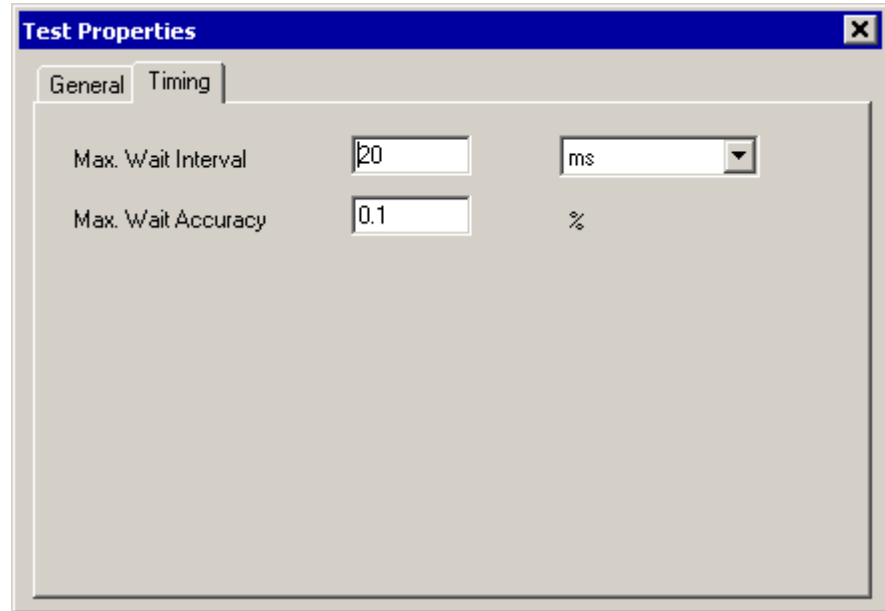 Test Properties
General Timing
Max. Wait Interval 20 ms
Max. Wait Accuracy 0.1 %